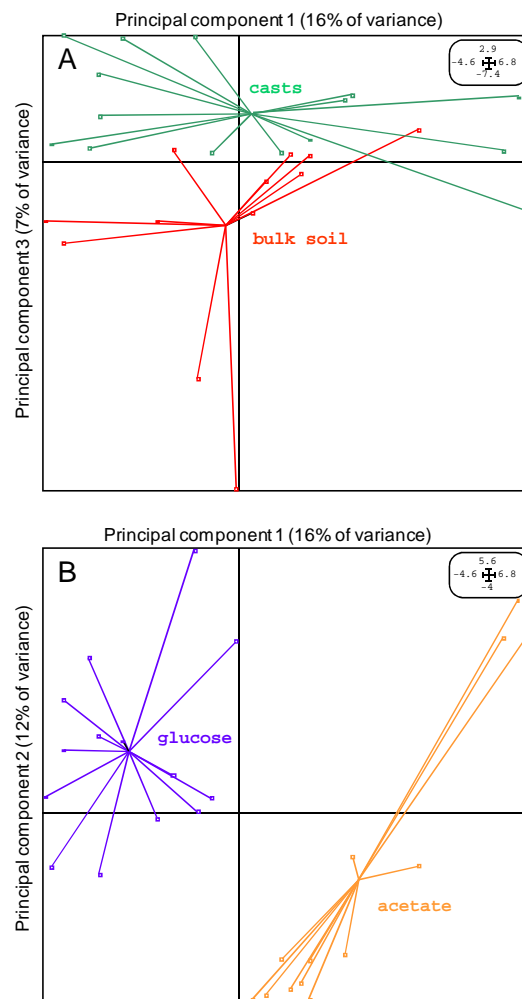 Principal component 1 (16% of variance)
A
2.9
-4.6 6.8
-7.4
casts
Principal component 3 (7% of variance)
bulk soil
Principal component 1 (16% of variance)
B
5.6
-4.6 6.8
-4
Principal component 2 (12% of variance)
glucose
acetate